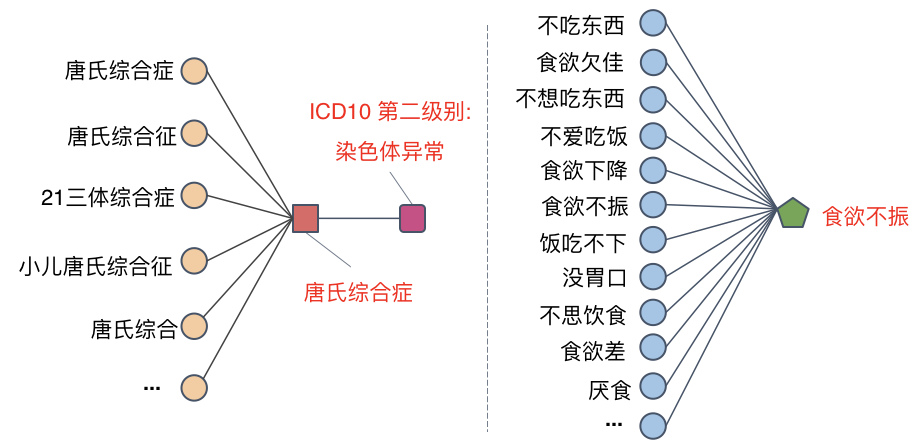 唐氏综合症
唐氏综合征
21三体综合症
小儿唐氏综合征
唐氏综合
...
ICD10 第二级别:
染色体异常
唐氏综合症
不吃东西
食欲欠佳
不想吃东西
不爱吃饭
食欲下降
食欲不振
饭吃不下
没胃口
不思饮食
食欲差
厌食
...
食欲不振